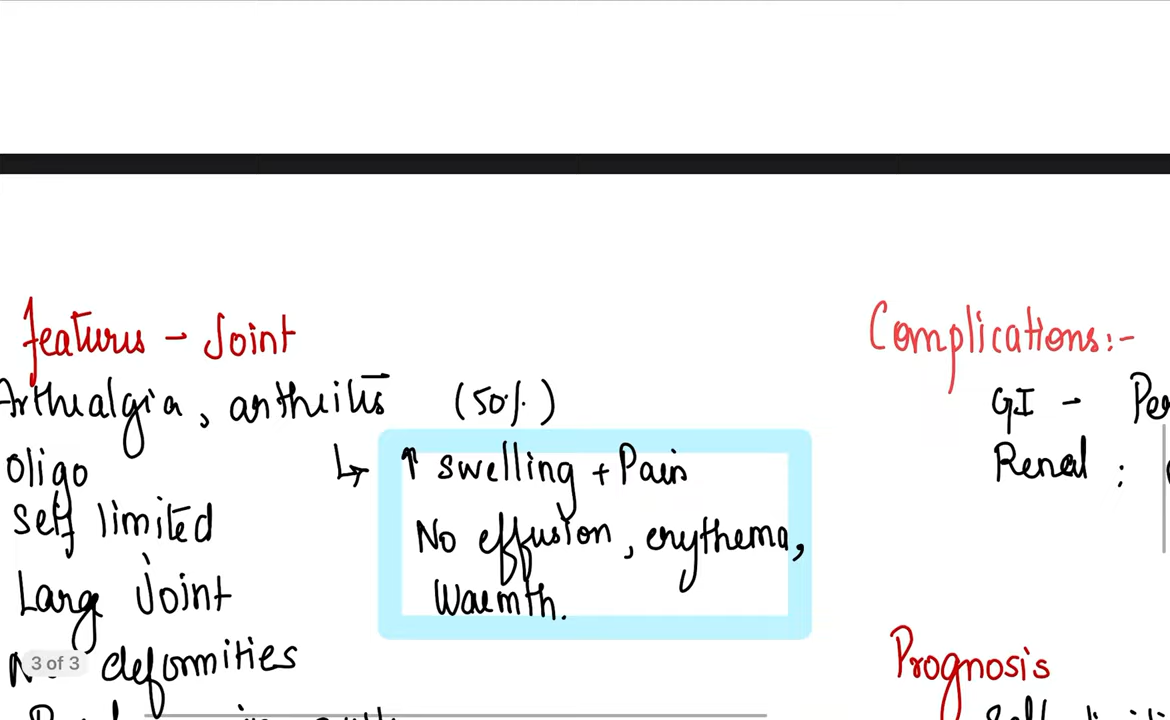 Features - Joint
Arthralgia, arthritis (50%)
↳ ↑ swelling + Pain
No effusion, erythema,
warmth.
Oligo
Self limited
Large joint
No deformities
Complications:-
GI -
Renal :
Prognosis
3 of 3